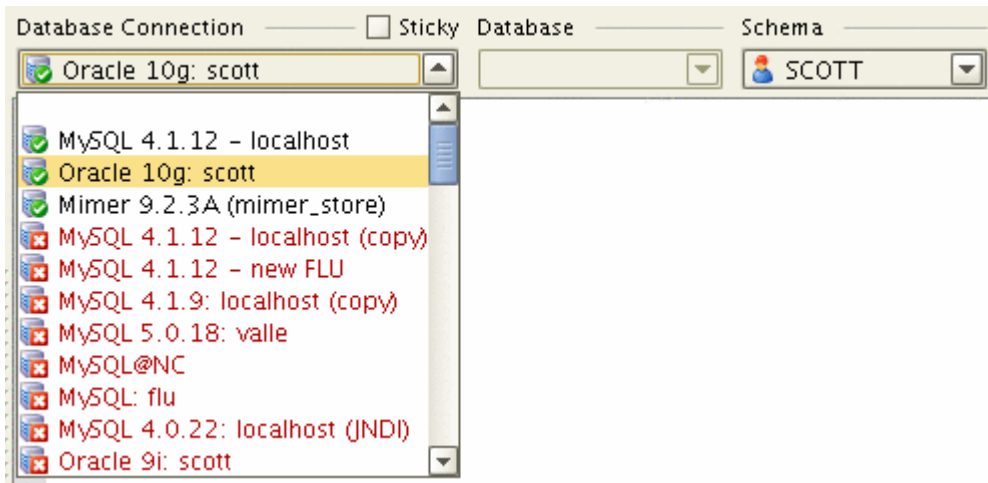 Database Connection Sticky Database Schema
Oracle 10g: scott SCOTT
MySQL 4.1.12 – localhost
Oracle 10g: scott
Mimer 9.2.3A (mimer_store)
MySQL 4.1.12 – localhost (copy)
MySQL 4.1.12 – new FLU
MySQL 4.1.9: localhost (copy)
MySQL 5.0.18: valle
MySQL@NC
MySQL: flu
MySQL 4.0.22: localhost (JNDI)
Oracle 9i: scott